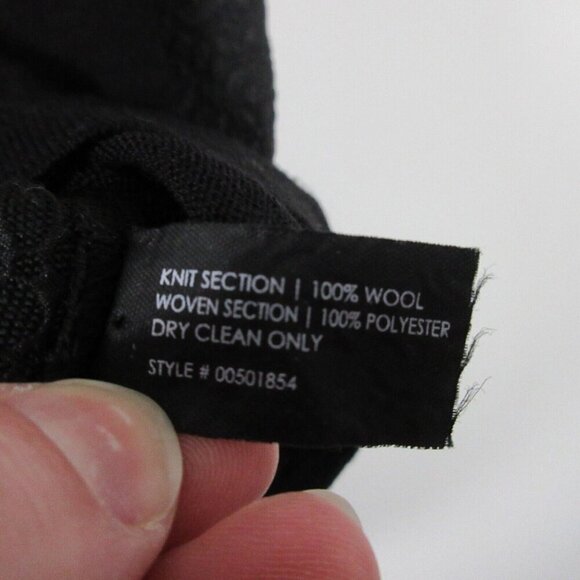 KNIT SECTION | 100% WOOL
WOVEN SECTION | 100% POLYESTER
DRY CLEAN ONLY
STYLE # 00501854